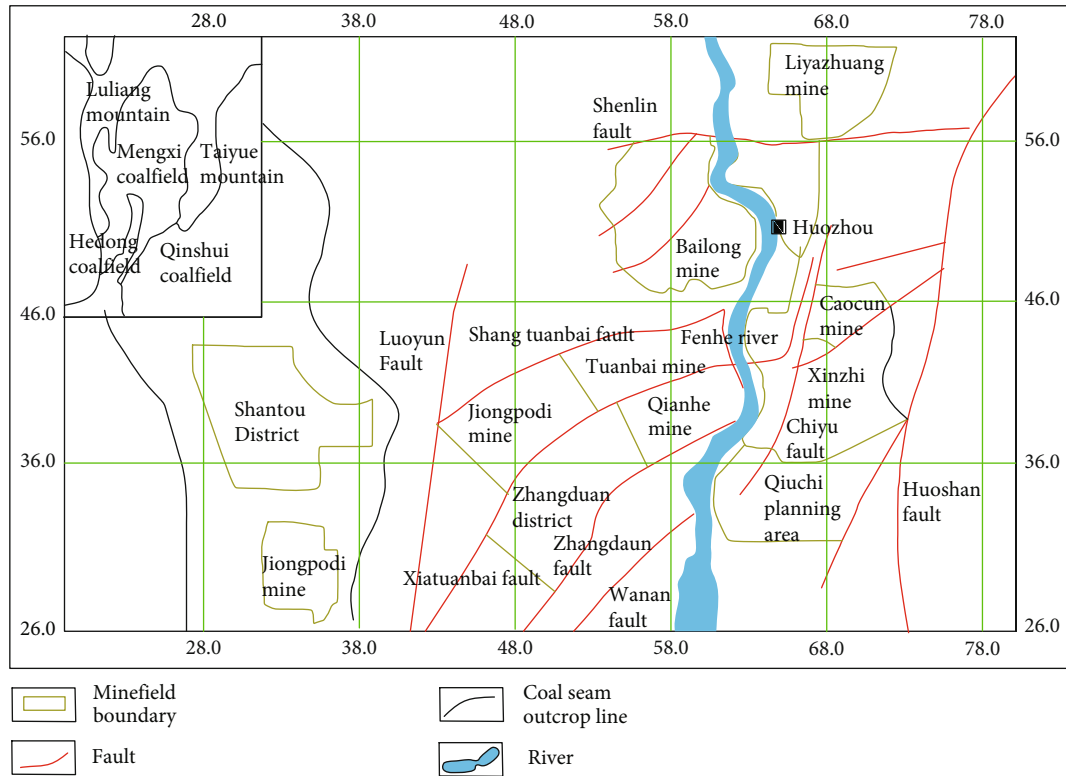 28.0
38.0
48.0
58.0
68.0
78.0
Luliang
mountain
Mengxi
coalfield
Taiyue
mountain
Hedong
coalfield
Qinshui
coalfield
Liyazhuang
mine
Shenlin
fault
56.0
56.0
Huozhou
Bailong
mine
46.0
46.0
Caocun
mine
Luoyun
Fault
Shang tuanbai fault
Fenhe river
Tuanbai mine
Xinzhi
mine
Shantou
District
Jiongpodi
mine
Qianhe
mine
Chiyu
fault
36.0
36.0
Zhangduan
district
Qiuchi
planning
area
Huoshan
fault
Zhangdaun
fault
Jiongpodi
mine
Xiatuanbai fault
Wanan
fault
26.0
26.0
28.0
38.0
48.0
58.0
68.0
78.0
Minefield
boundary
Coal seam
outcrop line
Fault
River